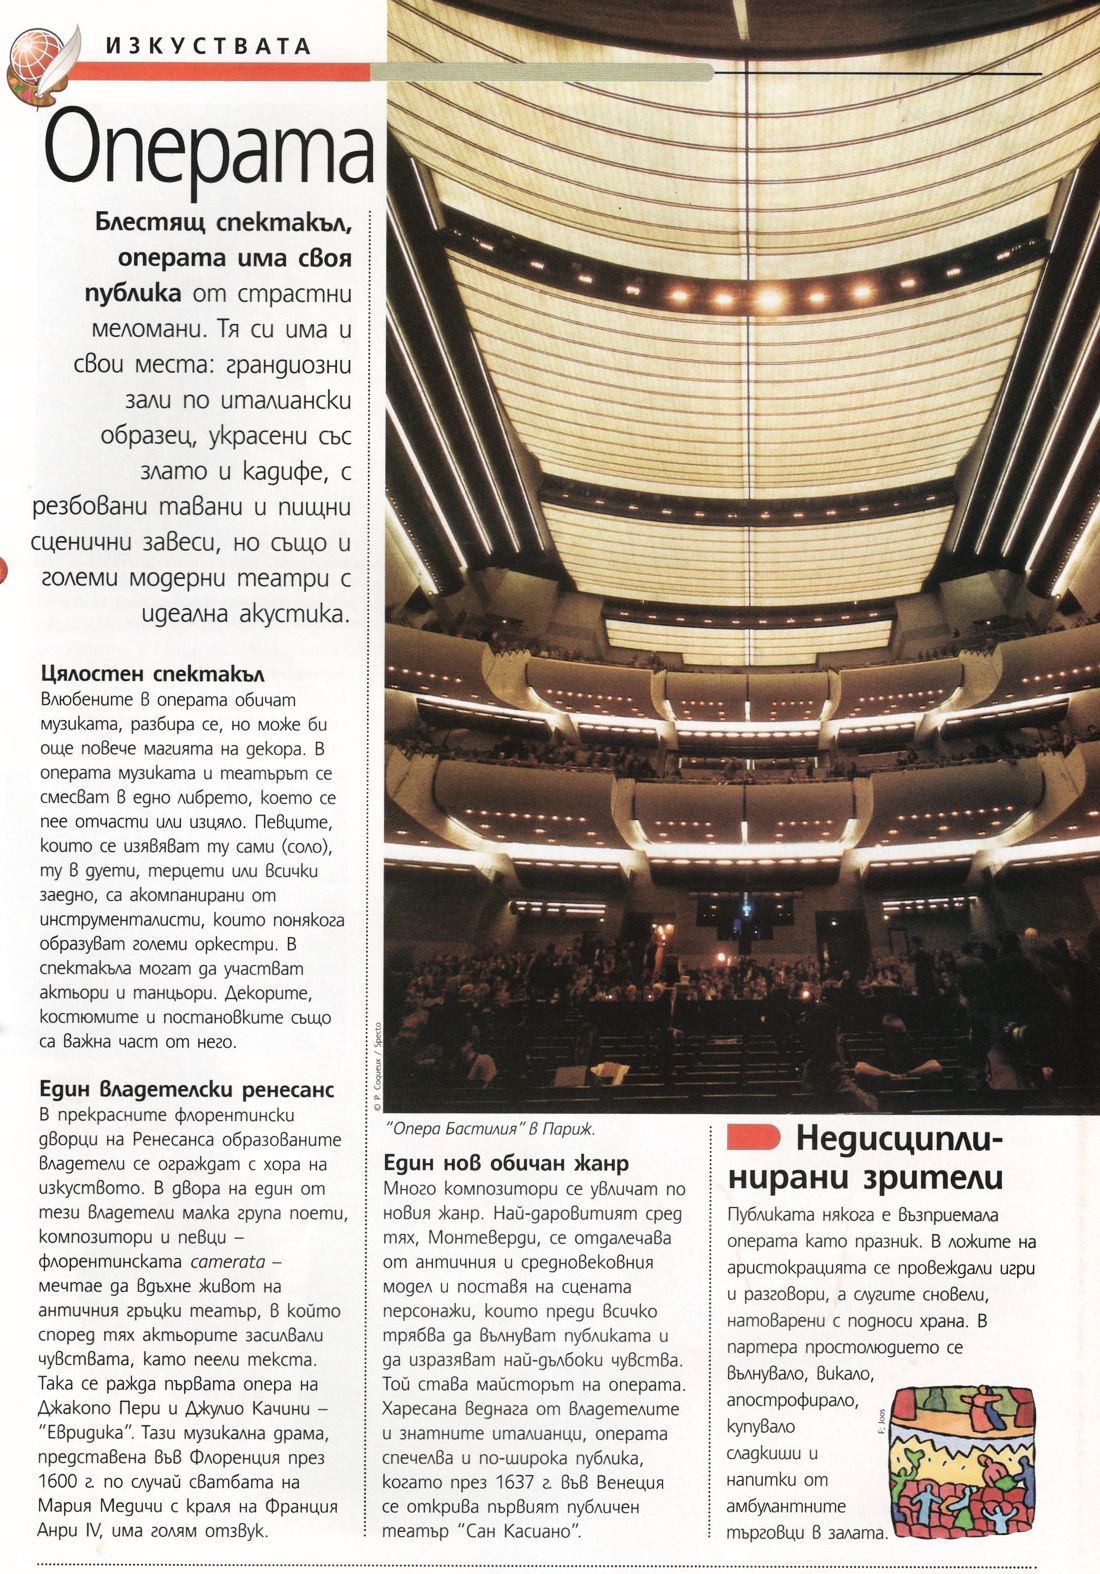 ИЗКУСТВАТА
Операта
Блестящ спектакъл,
операта има своя
публика от страстни
меломани. Тя си има и
свои места: грандиозни
зали по италиански
образец, украсени със
злато и кадифе, с
резбовани тавани и пищни
сценични завеси, но също и
големи модерни театри с
идеална акустика.
Цялостен спектакъл
Влюбените в операта обичат
музиката, разбира се, но може би
още повече магията на декора. В
операта музиката и театърът се
смесват в едно либрето, което се
пее отчасти или изцяло. Певците,
които се изявяват ту сами (соло),
ту в дуети, терцети или всички
заедно, са акомпанирани от
инструменталисти, които понякога
образуват големи оркестри. В
спектакъла могат да участват
актьори и танцьори. Декорите,
костюмите и постановките също
са важна част от него.
Един владетелски ренесанс
В прекрасните флорентински
дворци на Ренесанса образованите
владетели се ограждат с хора на
изкуството. В двора на един от
тези владетели малка група поети,
композитори и певци –
флорентинската camerata –
мечтае да вдъхне живот на
античния гръцки театър, в който
според тях актьорите засилвали
чувствата, като пеели текста.
Така се ражда първата опера на
Джакопо Пери и Джулио Качини –
“Евридика”. Тази музикална драма,
представена във Флоренция през
1600 г. по случай сватбата на
Мария Медичи с краля на Франция
Анри IV, има голям отзвук.
© P. Coqueux / Specto
“Опера Бастилия” в Париж.
Един нов обичан жанр
Много композитори се увличат по
новия жанр. Най-даровитият сред
тях, Монтеверди, се отдалечава
от античния и средновековния
модел и поставя на сцената
персонажи, които преди всичко
трябва да вълнуват публиката и
да изразяват най-дълбоки чувства.
Той става майсторът на операта.
Харесана веднага от владетелите
и знатните италианци, операта
спечелва и по-широка публика,
когато през 1637 г. във Венеция
се открива първият публичен
театър “Сан Касиано”.
Недисципли-
нирани зрители
Публиката някога е възприемала
операта като празник. В ложите на
аристокрацията се провеждали игри
и разговори, а слугите сновели,
натоварени с подноси храна. В
партера простолюдието се
вълнувало, викало,
апострофирало,
купувало
сладкиши и
напитки от
амбулантните
търговци в залата.
F. Joos